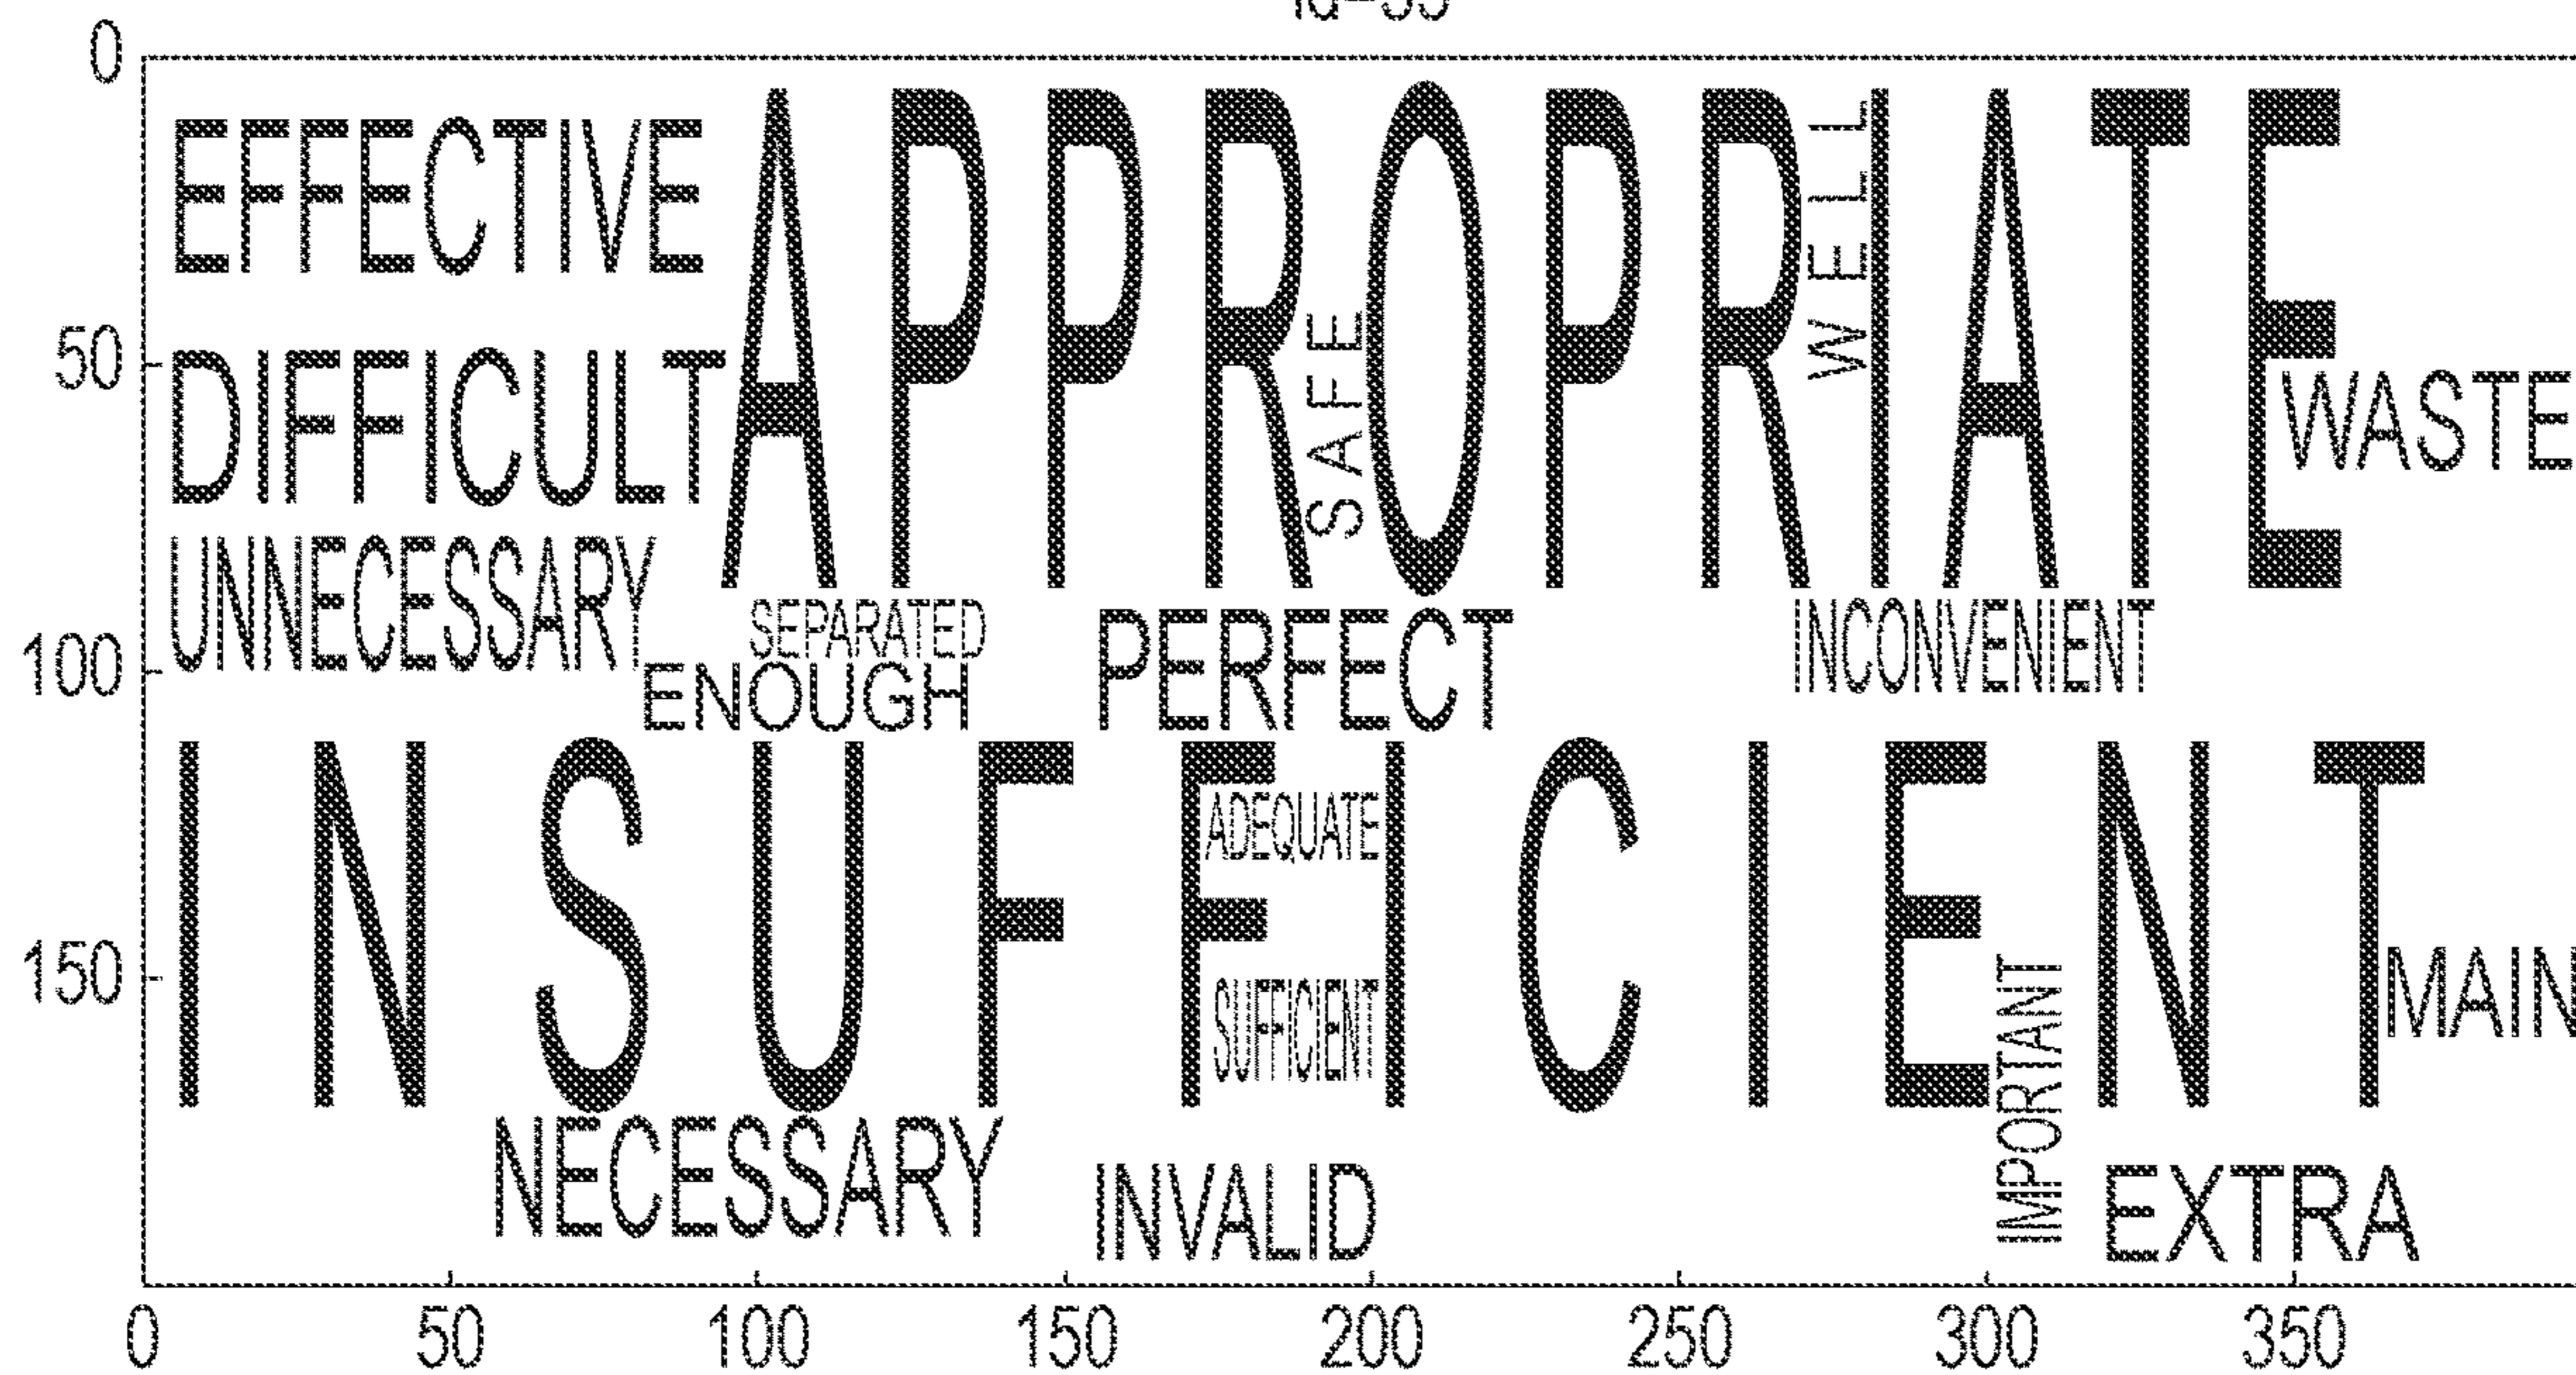 0
EFFECTIVE
APPROPRIATE
WELL
SAFE
50
DIFFICULT
WASTE
UNNECESSARY
SEPARATED
PERFECT
INCONVENIENT
100
ENOUGH
INSUFFICIENT
ADEQUATE
150
SUFFICIENT
MAIN
IMPORTANT
NECESSARY
INVALID
EXTRA
0 50 100 150 200 250 300 350